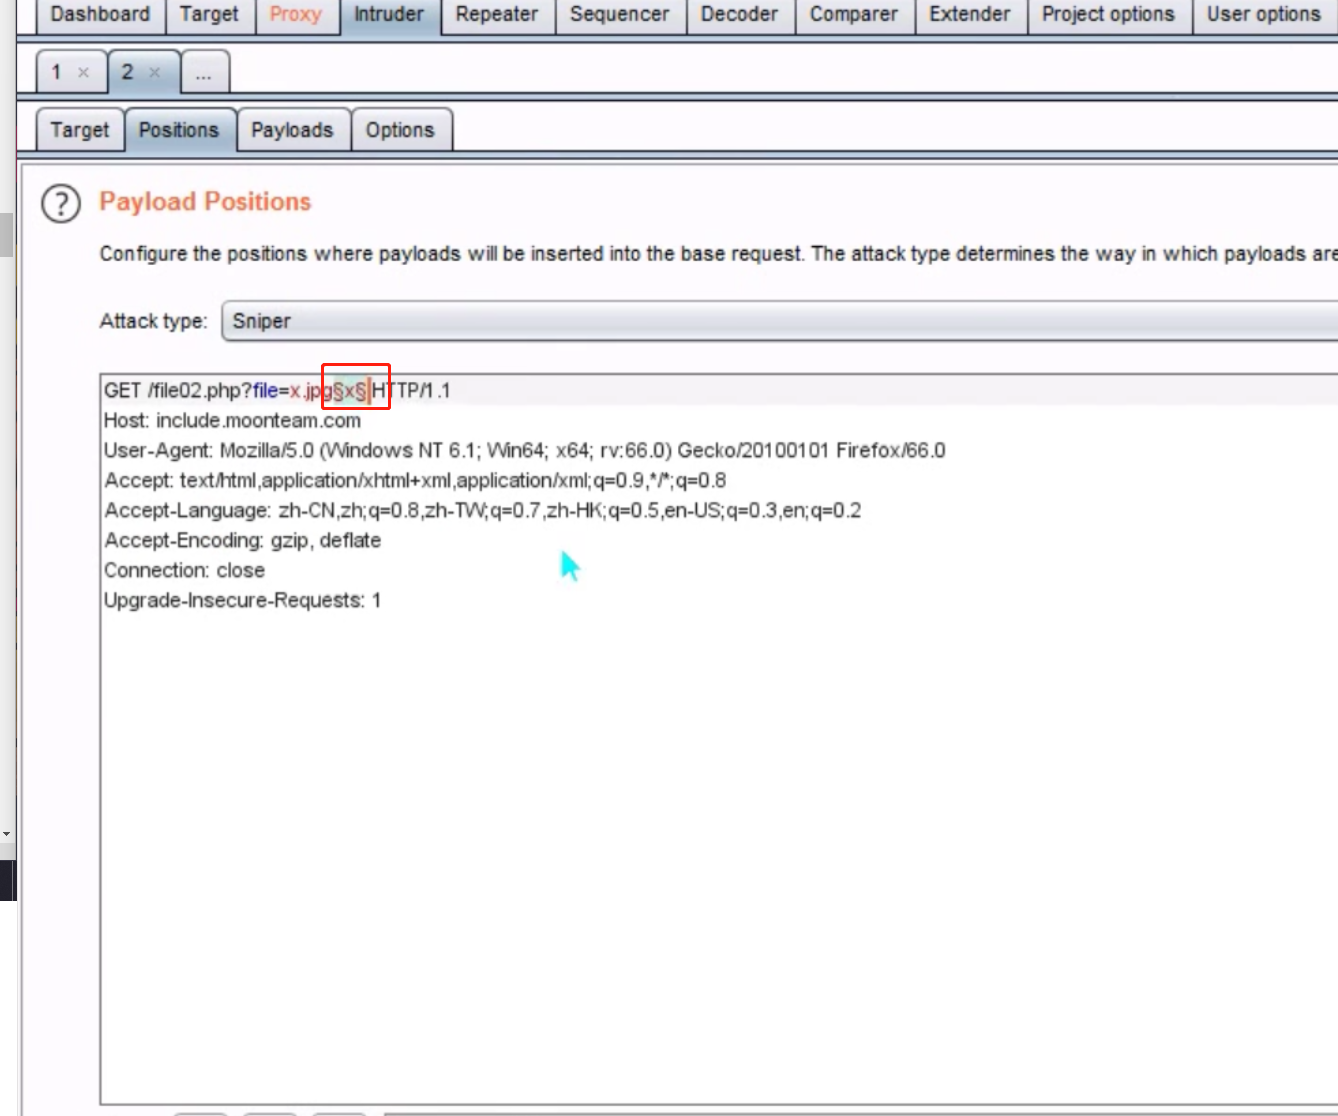 Dashboard Target Proxy Intruder Repeater Sequencer Decoder Comparer Extender Project options User options
1 × 2 × ...
Target Positions Payloads Options
? Payload Positions
Configure the positions where payloads will be inserted into the base request. The attack type determines the way in which payloads are
Attack type: Sniper
GET /file02.php?file=x.jpg§x§ HTTP/1.1
Host: include.moonteam.com
User-Agent: Mozilla/5.0 (Windows NT 6.1; Win64; x64; rv:66.0) Gecko/20100101 Firefox/66.0
Accept: text/html,application/xhtml+xml,application/xml;q=0.9,*/*;q=0.8
Accept-Language: zh-CN,zh;q=0.8,zh-TW;q=0.7,zh-HK;q=0.5,en-US;q=0.3,en;q=0.2
Accept-Encoding: gzip, deflate
Connection: close
Upgrade-Insecure-Requests: 1